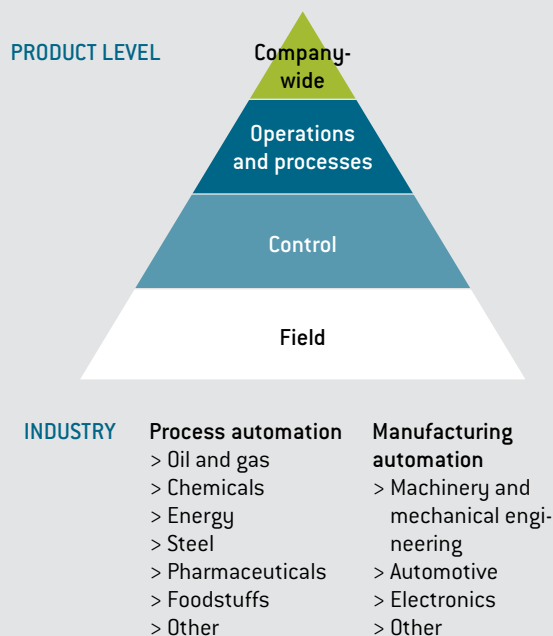 PRODUCT LEVEL
Company-
wide
Operations
and processes
Control
Field
INDUSTRY
Process automation
> Oil and gas
> Chemicals
> Energy
> Steel
> Pharmaceuticals
> Foodstuffs
> Other
Manufacturing
automation
> Machinery and
mechanical engi-
neering
> Automotive
> Electronics
> Other